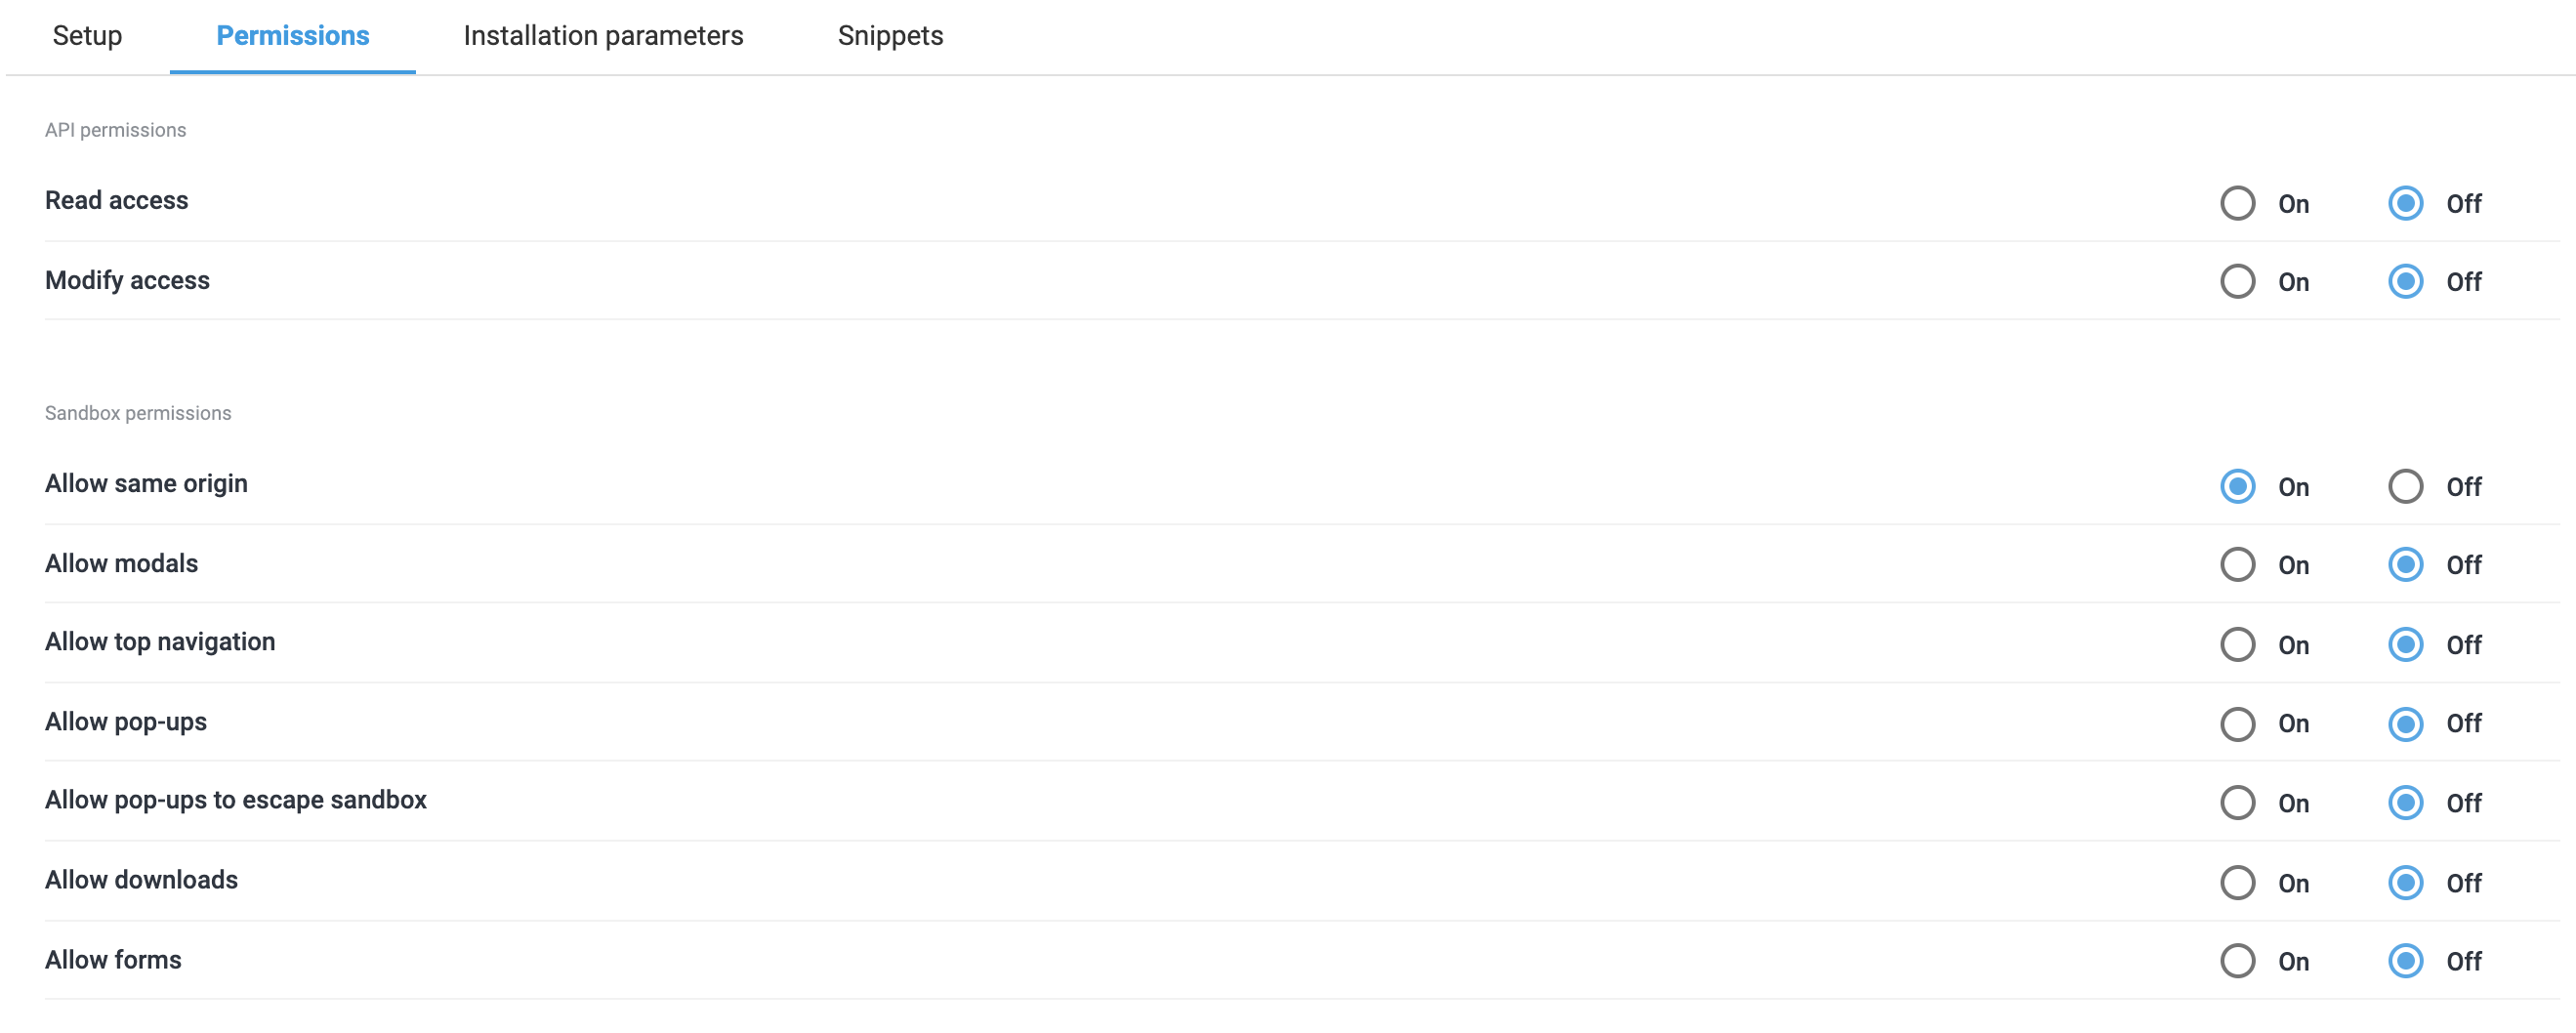 Setup Permissions Installation parameters Snippets
API permissions
Read access On Off
Modify access On Off
Sandbox permissions
Allow same origin On Off
Allow modals On Off
Allow top navigation On Off
Allow pop-ups On Off
Allow pop-ups to escape sandbox On Off
Allow downloads On Off
Allow forms On Off